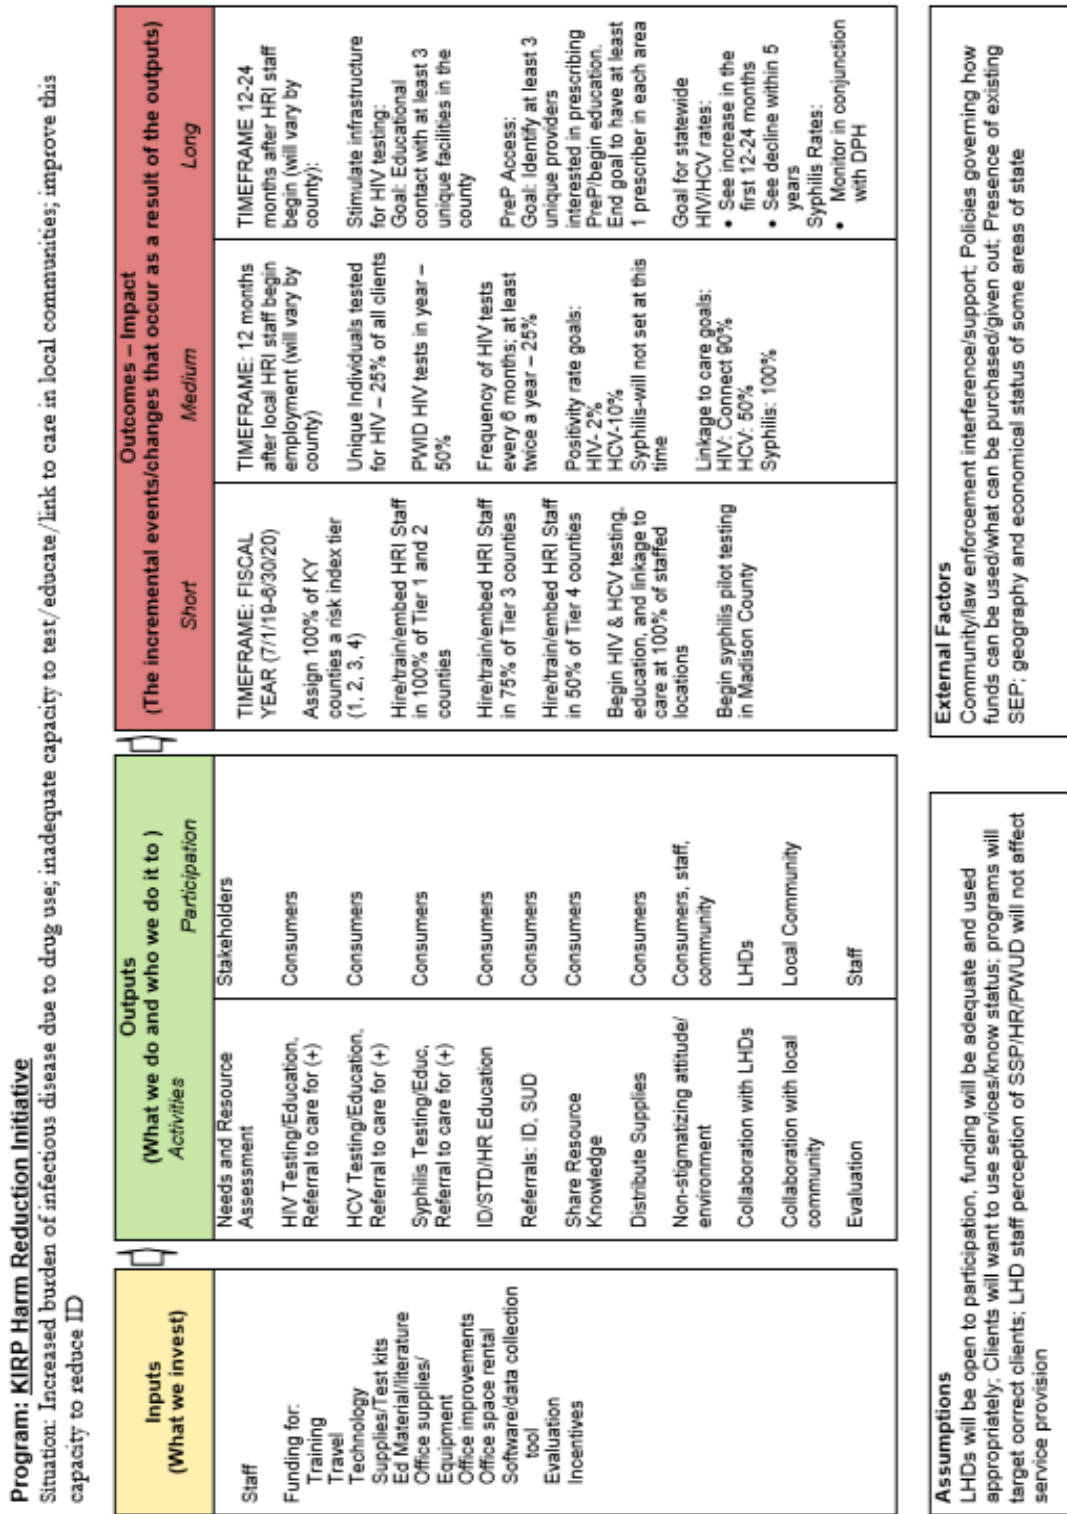 Program: KIRP Harm Reduction Initiative
Situation: Increased burden of infectious disease due to drug use; inadequate capacity to test/educate/link to care in local communities; improve this
capacity to reduce ID
Inputs
(What we invest)
Staff
Funding for:
Training
Travel
Technology
Supplies/Test kits
Ed Material/literature
Office supplies/
Equipment
Office improvements
Office space rental
Software/data collection
tool
Evaluation
Incentives
Outputs
(What we do and who we do it to )
Activities
Participation
Needs and Resource
Assessment
Stakeholders
HIV Testing/Education,
Referral to care for (+)
Consumers
HCV Testing/Education,
Referral to care for (+)
Consumers
Syphilis Testing/Educ,
Referral to care for (+)
Consumers
ID/STD/HR Education
Consumers
Referrals: ID, SUD
Consumers
Share Resource
Knowledge
Consumers
Distribute Supplies
Consumers
Non-stigmatizing attitude/
environment
Consumers, staff,
community
Collaboration with LHDs
LHDs
Collaboration with local
community
Local Community
Evaluation
Staff
Outcomes – Impact
(The incremental events/changes that occur as a result of the outputs)
Short
Medium
Long
TIMEFRAME: FISCAL
YEAR (7/1/19-6/30/20)
Assign 100% of KY
counties a risk index tier
(1, 2, 3, 4)
Hire/train/embed HRI Staff
in 100% of Tier 1 and 2
counties
Hire/train/embed HRI Staff
in 75% of Tier 3 counties
Hire/train/embed HRI Staff
in 50% of Tier 4 counties
Begin HIV & HCV testing,
education, and linkage to
care at 100% of staffed
locations
Begin syphilis pilot testing
in Madison County
TIMEFRAME: 12 months
after local HRI staff begin
employment (will vary by
county)
Unique Individuals tested
for HIV – 25% of all clients
PWID HIV tests in year –
50%
Frequency of HIV tests
every 6 months; at least
twice a year – 25%
Positivity rate goals:
HIV- 2%
HCV-10%
Syphilis-will not set at this
time
Linkage to care goals:
HIV: Connect 90%
HCV: 50%
Syphilis: 100%
TIMEFRAME 12-24
months after HRI staff
begin (will vary by
county):
Stimulate infrastructure
for HIV testing:
Goal: Educational
contact with at least 3
unique facilities in the
county
PreP Access:
Goal: Identify at least 3
unique providers
interested in prescribing
PreP/begin education.
End goal to have at least
1 prescriber in each area
Goal for statewide
HIV/HCV rates:
• See increase in the
first 12-24 months
• See decline within 5
years
Syphilis Rates:
• Monitor in conjunction
with DPH
Assumptions
LHDs will be open to participation, funding will be adequate and used
appropriately; Clients will want to use services/know status; programs will
target correct clients; LHD staff perception of SSP/HR/PWUD will not affect
service provision
External Factors
Community/law enforcement interference/support; Policies governing how
funds can be used/what can be purchased/given out; Presence of existing
SEP; geography and economical status of some areas of state